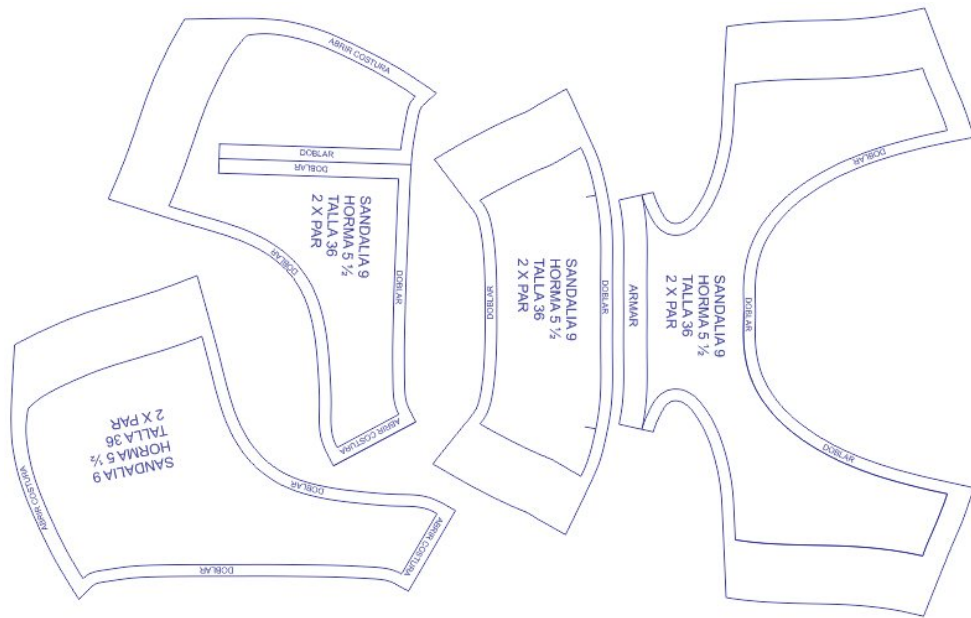 ABRIR COSTURA
DOBLAR
DOBLAR
SANDALIA 9
HORMA 5 ½
TALLA 36
2 X PAR
DOBLAR
DOBLAR
ABRIR COSTURA
SANDALIA 9
HORMA 5 ½
TALLA 36
2 X PAR
ABRIR COSTURA
DOBLAR
ABRIR COSTURA
DOBLAR
DOBLAR
SANDALIA 9
HORMA 5 ½
TALLA 36
2 X PAR
DOBLAR
ARMAR
SANDALIA 9
HORMA 5 ½
TALLA 36
2 X PAR
DOBLAR
DOBLAR
DOBLAR